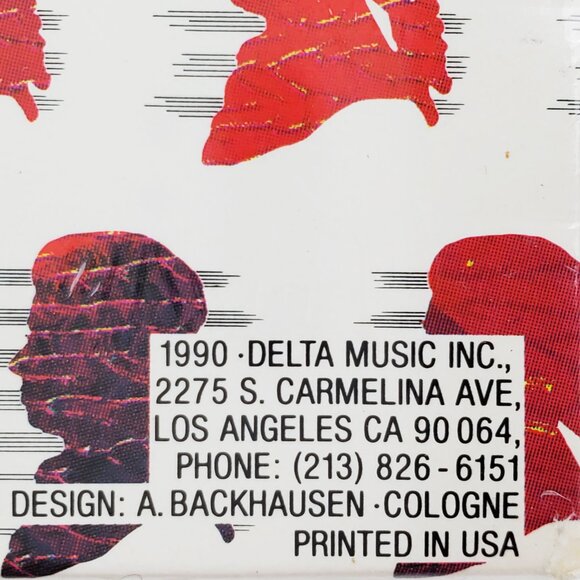 1990 · DELTA MUSIC INC.,
2275 S. CARMELINA AVE,
LOS ANGELES CA 90 064,
PHONE: (213) 826 - 6151
DESIGN: A. BACKHAUSEN · COLOGNE
PRINTED IN USA